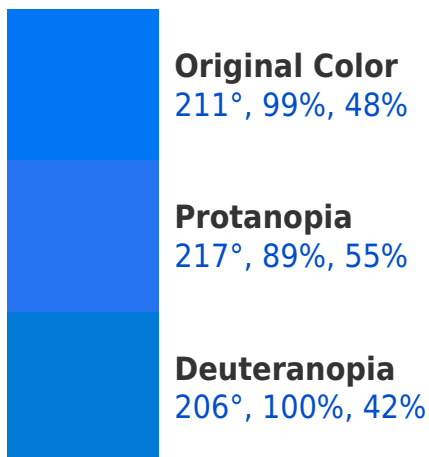 Original Color
211°, 99%, 48%
Protanopia
217°, 89%, 55%
Deuteranopia
206°, 100%, 42%